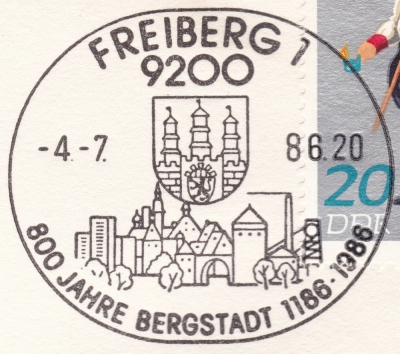 FREIBERG 1
9200
-4.-7. 86.20
20
DDR
800 JAHRE BERGSTADT 1186-1986